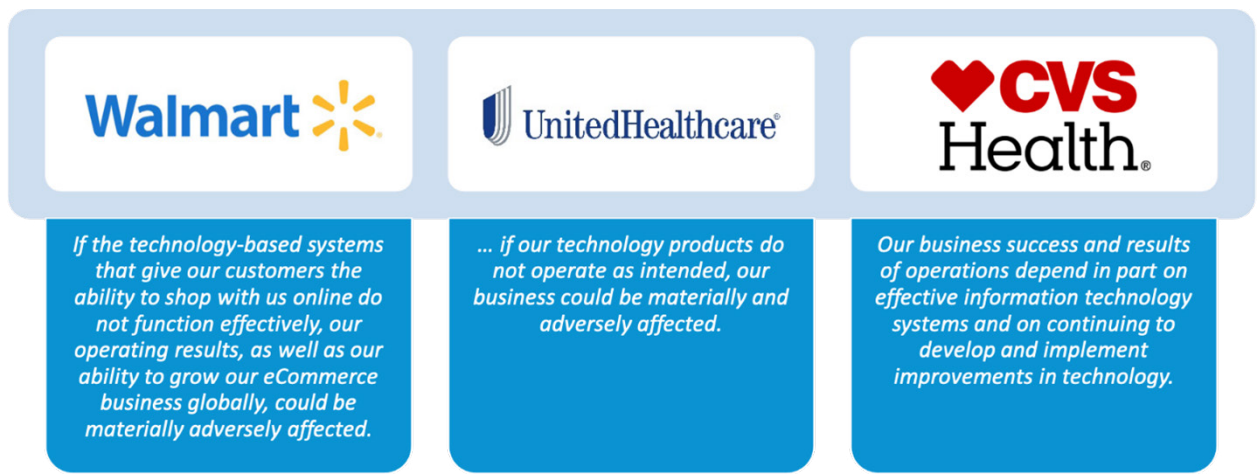 Walmart
If the technology-based systems
that give our customers the
ability to shop with us online do
not function effectively, our
operating results, as well as our
ability to grow our eCommerce
business globally, could be
materially adversely affected.
UnitedHealthcare®
... if our technology products do
not operate as intended, our
business could be materially and
adversely affected.
CVS
Health®
Our business success and results
of operations depend in part on
effective information technology
systems and on continuing to
develop and implement
improvements in technology.